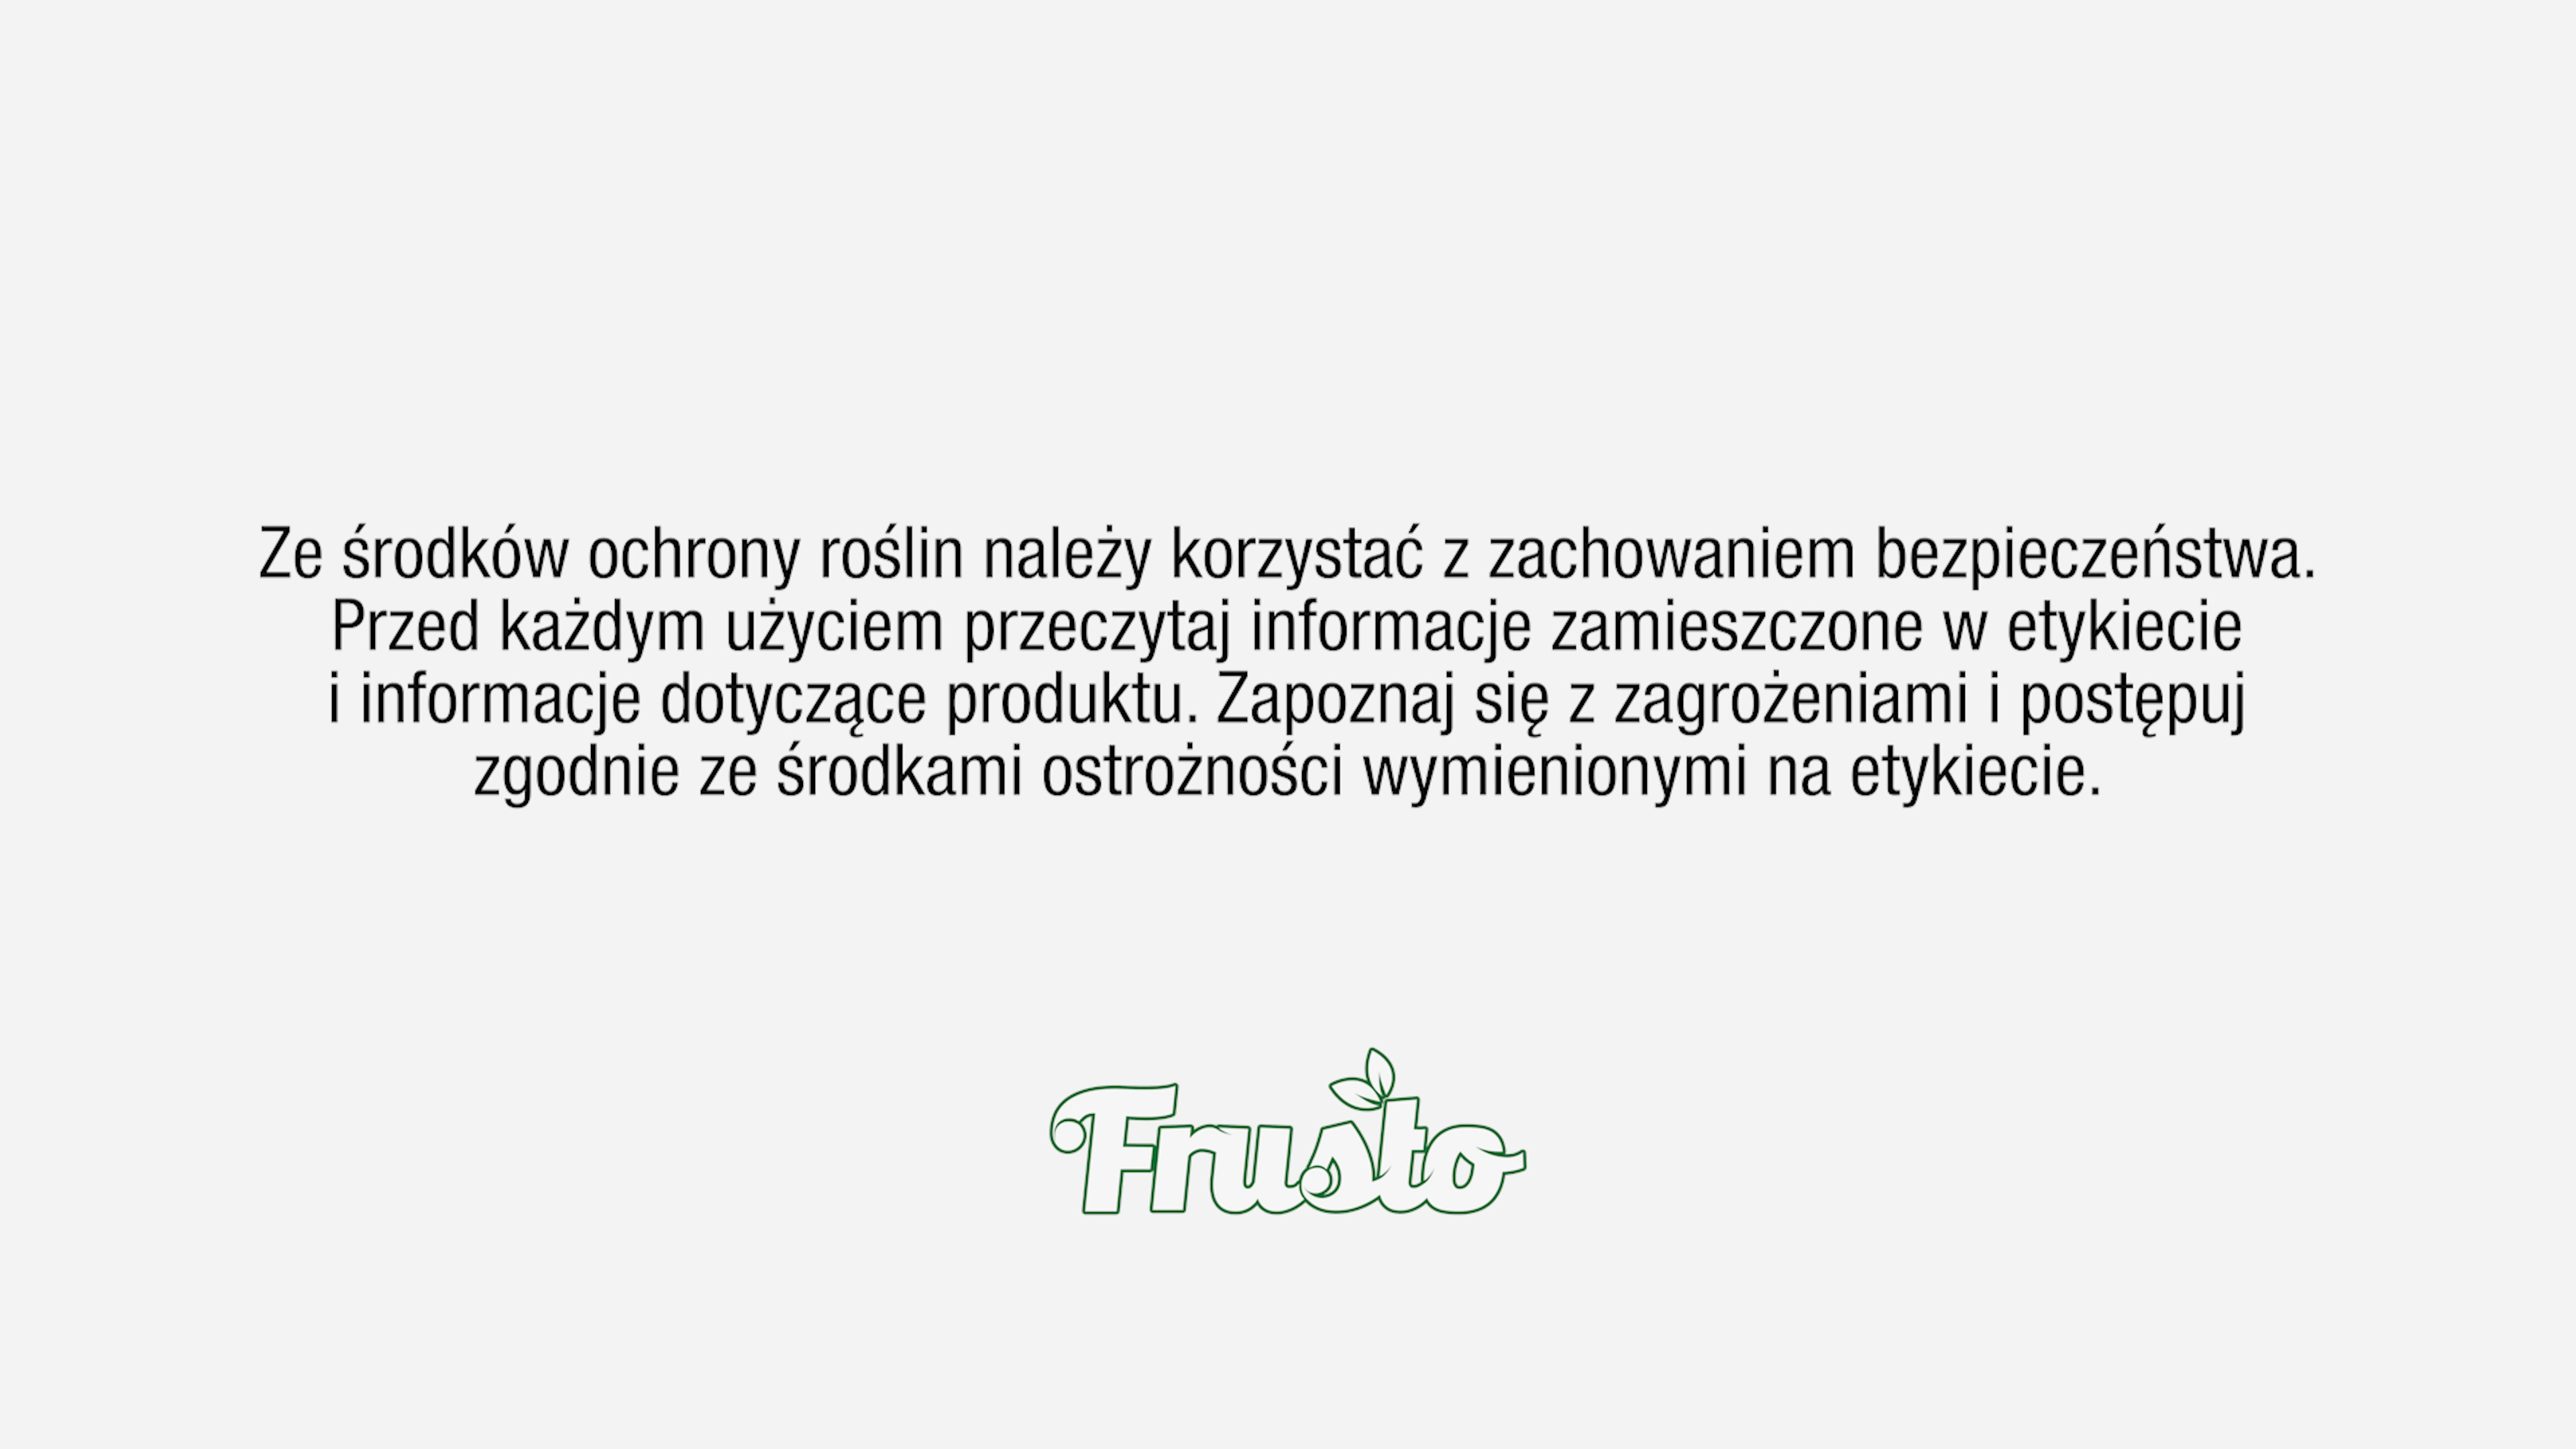 Ze środków ochrony roślin należy korzystać z zachowaniem bezpieczeństwa.
Przed każdym użyciem przeczytaj informacje zamieszczone w etykiecie
i informacje dotyczące produktu. Zapoznaj się z zagrożeniami i postępuj
zgodnie ze środkami ostrożności wymienionymi na etykiecie.
Frusto